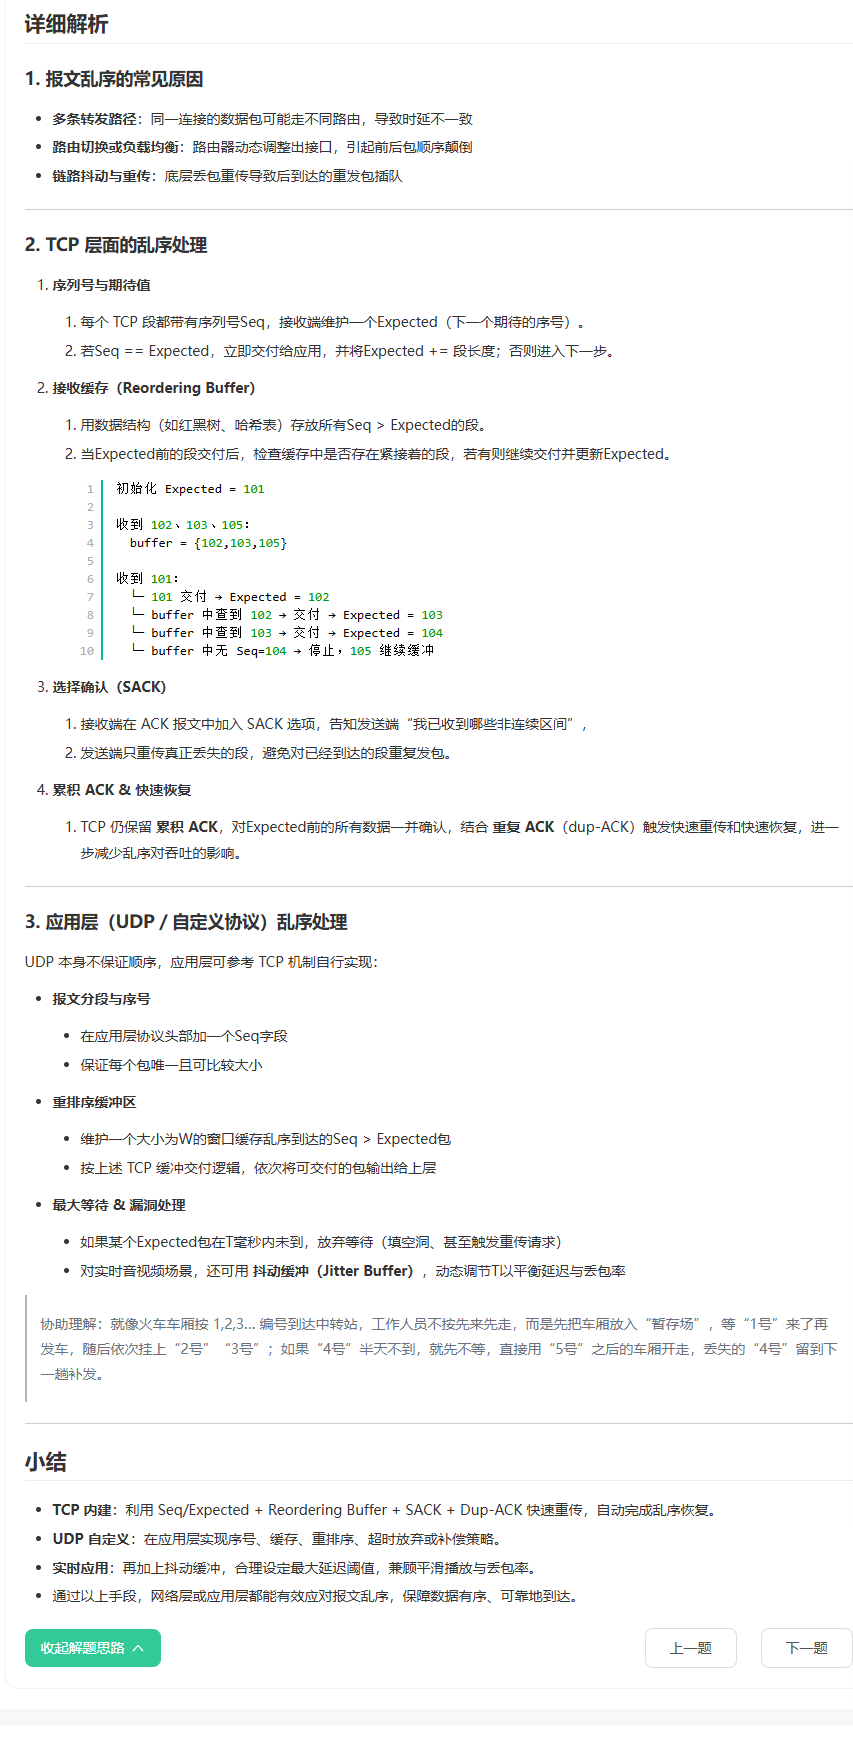 详细解析
1. 报文乱序的常见原因
• 多条转发路径：同一连接的数据包可能走不同路由，导致时延不一致
• 路由切换或负载均衡：路由器动态调整出接口，引起前后包顺序颠倒
• 链路抖动与重传：底层丢包重传导致后到达的重发包插队
2. TCP 层面的乱序处理
1. 序列号与期待值
1. 每个 TCP 段都带有序列号Seq，接收端维护一个Expected（下一个期待的序号）。
2. 若Seq == Expected，立即交付给应用，并将Expected += 段长度；否则进入下一步。
2. 接收缓存（Reordering Buffer）
1. 用数据结构（如红黑树、哈希表）存放所有Seq > Expected的段。
2. 当Expected前的段交付后，检查缓存中是否存在紧接着的段，若有则继续交付并更新Expected。
1 初始化 Expected = 101
2
3 收到 102、103、105：
4 buffer = {102,103,105}
5
6 收到 101：
7 └─ 101 交付 → Expected = 102
8 └─ buffer 中查到 102 → 交付 → Expected = 103
9 └─ buffer 中查到 103 → 交付 → Expected = 104
10 └─ buffer 中无 Seq=104 → 停止，105 继续缓冲
3. 选择确认（SACK）
1. 接收端在 ACK 报文中加入 SACK 选项，告知发送端“我已收到哪些非连续区间”，
2. 发送端只重传真正丢失的段，避免对已经到达的段重复发包。
4. 累积 ACK & 快速恢复
1. TCP 仍保留 累积 ACK，对Expected前的所有数据一并确认，结合 重复 ACK（dup-ACK）触发快速重传和快速恢复，进一
步减少乱序对吞吐的影响。
3. 应用层（UDP / 自定义协议）乱序处理
UDP 本身不保证顺序，应用层可参考 TCP 机制自行实现：
• 报文分段与序号
• 在应用层协议头部加一个Seq字段
• 保证每个包唯一且可比较大小
• 重排序缓冲区
• 维护一个大小为W的窗口缓存乱序到达的Seq > Expected包
• 按上述 TCP 缓冲交付逻辑，依次将可交付的包输出给上层
• 最大等待 & 漏洞处理
• 如果某个Expected包在T毫秒内未到，放弃等待（填空洞、甚至触发重传请求）
• 对实时音视频场景，还可用 抖动缓冲（Jitter Buffer），动态调节T以平衡延迟与丢包率
协助理解：就像火车车厢按 1,2,3… 编号到达中转站，工作人员不按先来先走，而是先把车厢放入“暂存场”，等“1号”来了再
发车，随后依次挂上“2号”“3号”；如果“4号”半天不到，就先不等，直接用“5号”之后的车厢开走，丢失的“4号”留到下
一趟补发。
小结
• TCP 内建：利用 Seq/Expected + Reordering Buffer + SACK + Dup-ACK 快速重传，自动完成乱序恢复。
• UDP 自定义：在应用层实现序号、缓存、重排序、超时放弃或补偿策略。
• 实时应用：再加上抖动缓冲，合理设定最大延迟阈值，兼顾平滑播放与丢包率。
• 通过以上手段，网络层或应用层都能有效应对报文乱序，保障数据有序、可靠地到达。
收起解题思路 上一题 下一题